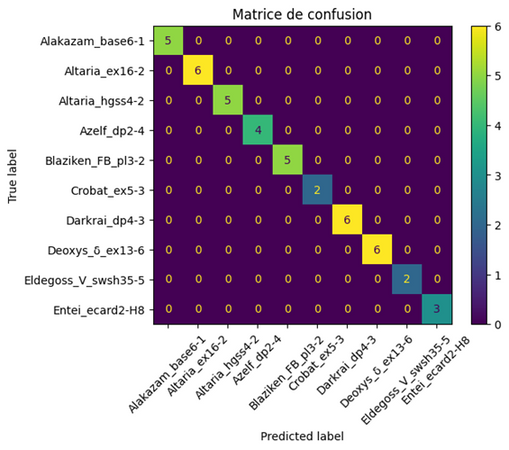 Matrice de confusion
True label
Alakazam_base6-1 5 0 0 0 0 0 0 0 0 0
Altaria_ex16-2 0 6 0 0 0 0 0 0 0 0
Altaria_hgss4-2 0 0 5 0 0 0 0 0 0 0
Azelf_dp2-4 0 0 0 4 0 0 0 0 0 0
Blaziken_FB_pl3-2 0 0 0 0 5 0 0 0 0 0
Crobat_ex5-3 0 0 0 0 0 2 0 0 0 0
Darkrai_dp4-3 0 0 0 0 0 0 6 0 0 0
Deoxys_δ_ex13-6 0 0 0 0 0 0 0 6 0 0
Eldegoss_V_swsh35-5 0 0 0 0 0 0 0 0 2 0
Entei_ecard2-H8 0 0 0 0 0 0 0 0 0 3
Alakazam_base6-1
Altaria_ex16-2
Altaria_hgss4-2
Azelf_dp2-4
Blaziken_FB_pl3-2
Crobat_ex5-3
Darkrai_dp4-3
Deoxys_δ_ex13-6
Eldegoss_V_swsh35-5
Entei_ecard2-H8
Predicted label
6
5
4
3
2
1
0